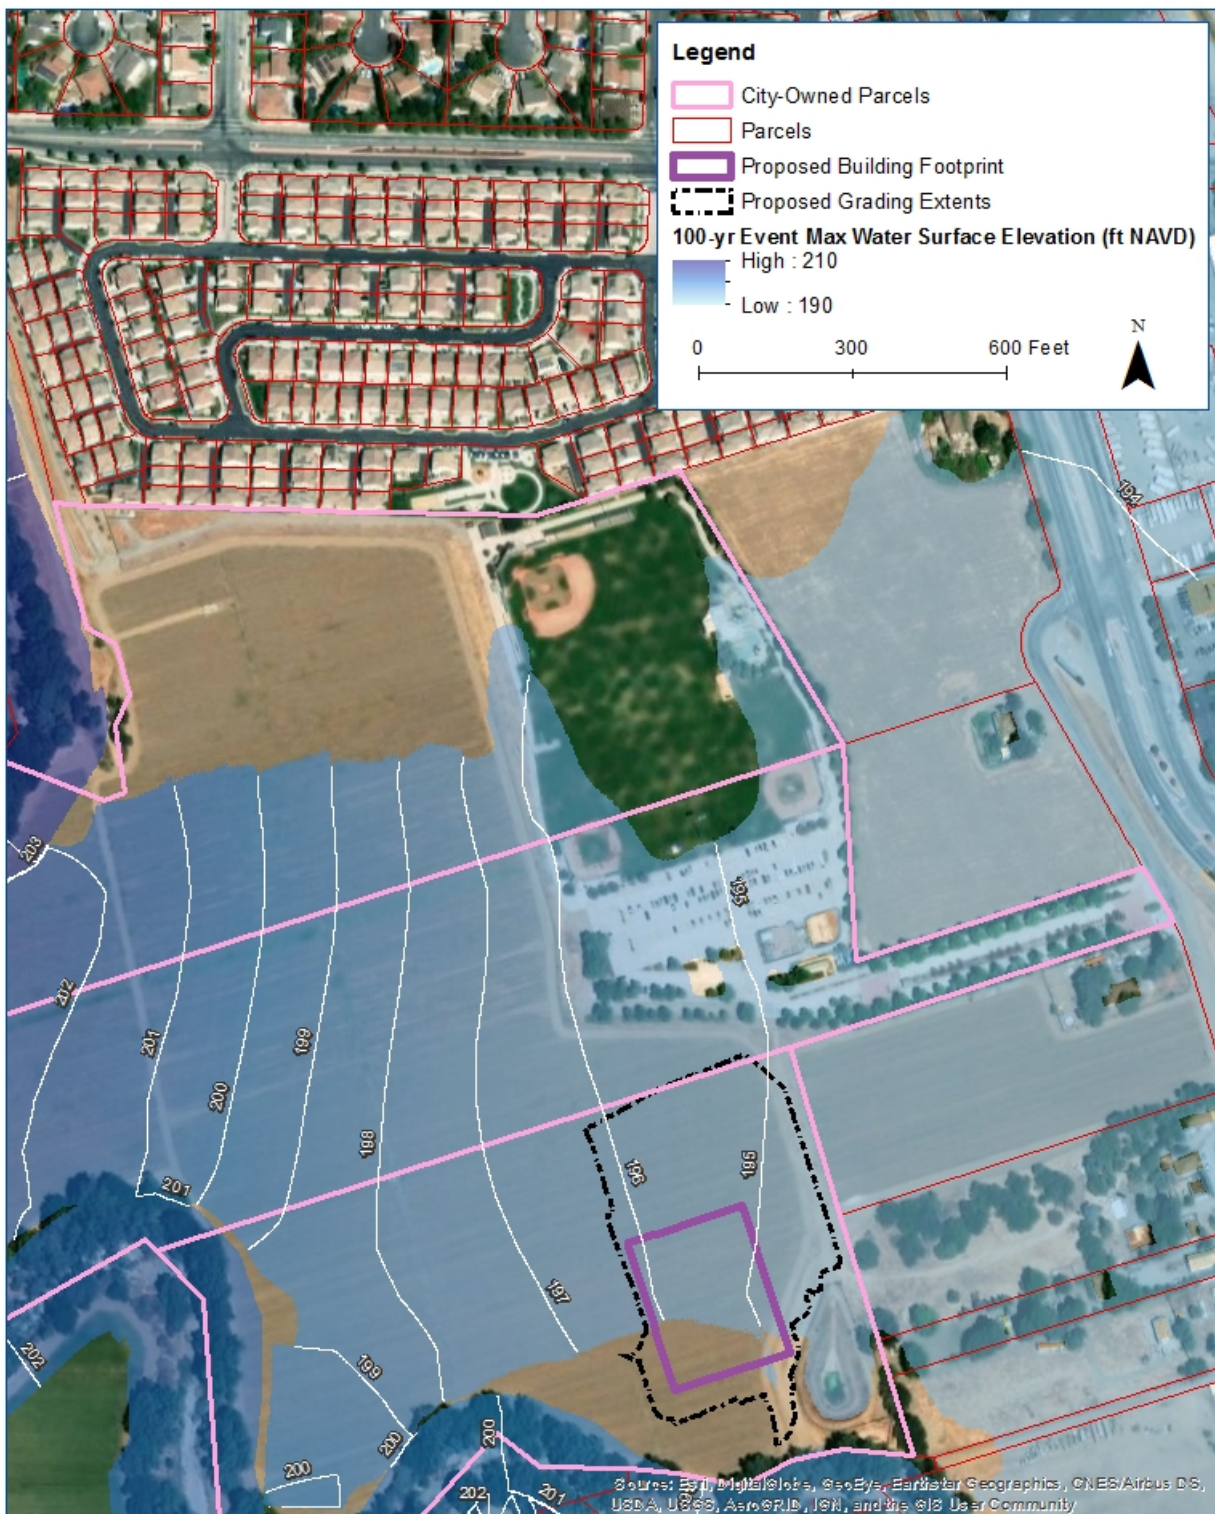 Legend
City-Owned Parcels
Parcels
Proposed Building Footprint
Proposed Grading Extents
100-yr Event Max Water Surface Elevation (ft NAVD)
High : 210
Low : 190
0 300 600 Feet
N
194
203
202
201
200
199
198
195
196
195
197
201
202
199
200
200
200
202
201
Source: Esri, DigitalGlobe, GeoEye, Earthstar Geographics, CNES/Airbus DS,
USDA, USGS, AeroGRID, IGN, and the GIS User Community